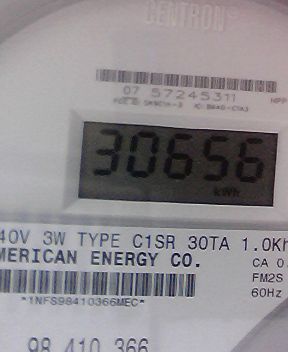 CENTRON®
07 57245311
30656
kWh
40V 3W TYPE C1SR 30TA 1.0Kh
MERICAN ENERGY CO.
CA 0.
FM2S
60Hz
*1NFS98410366MEC*
98 410 366